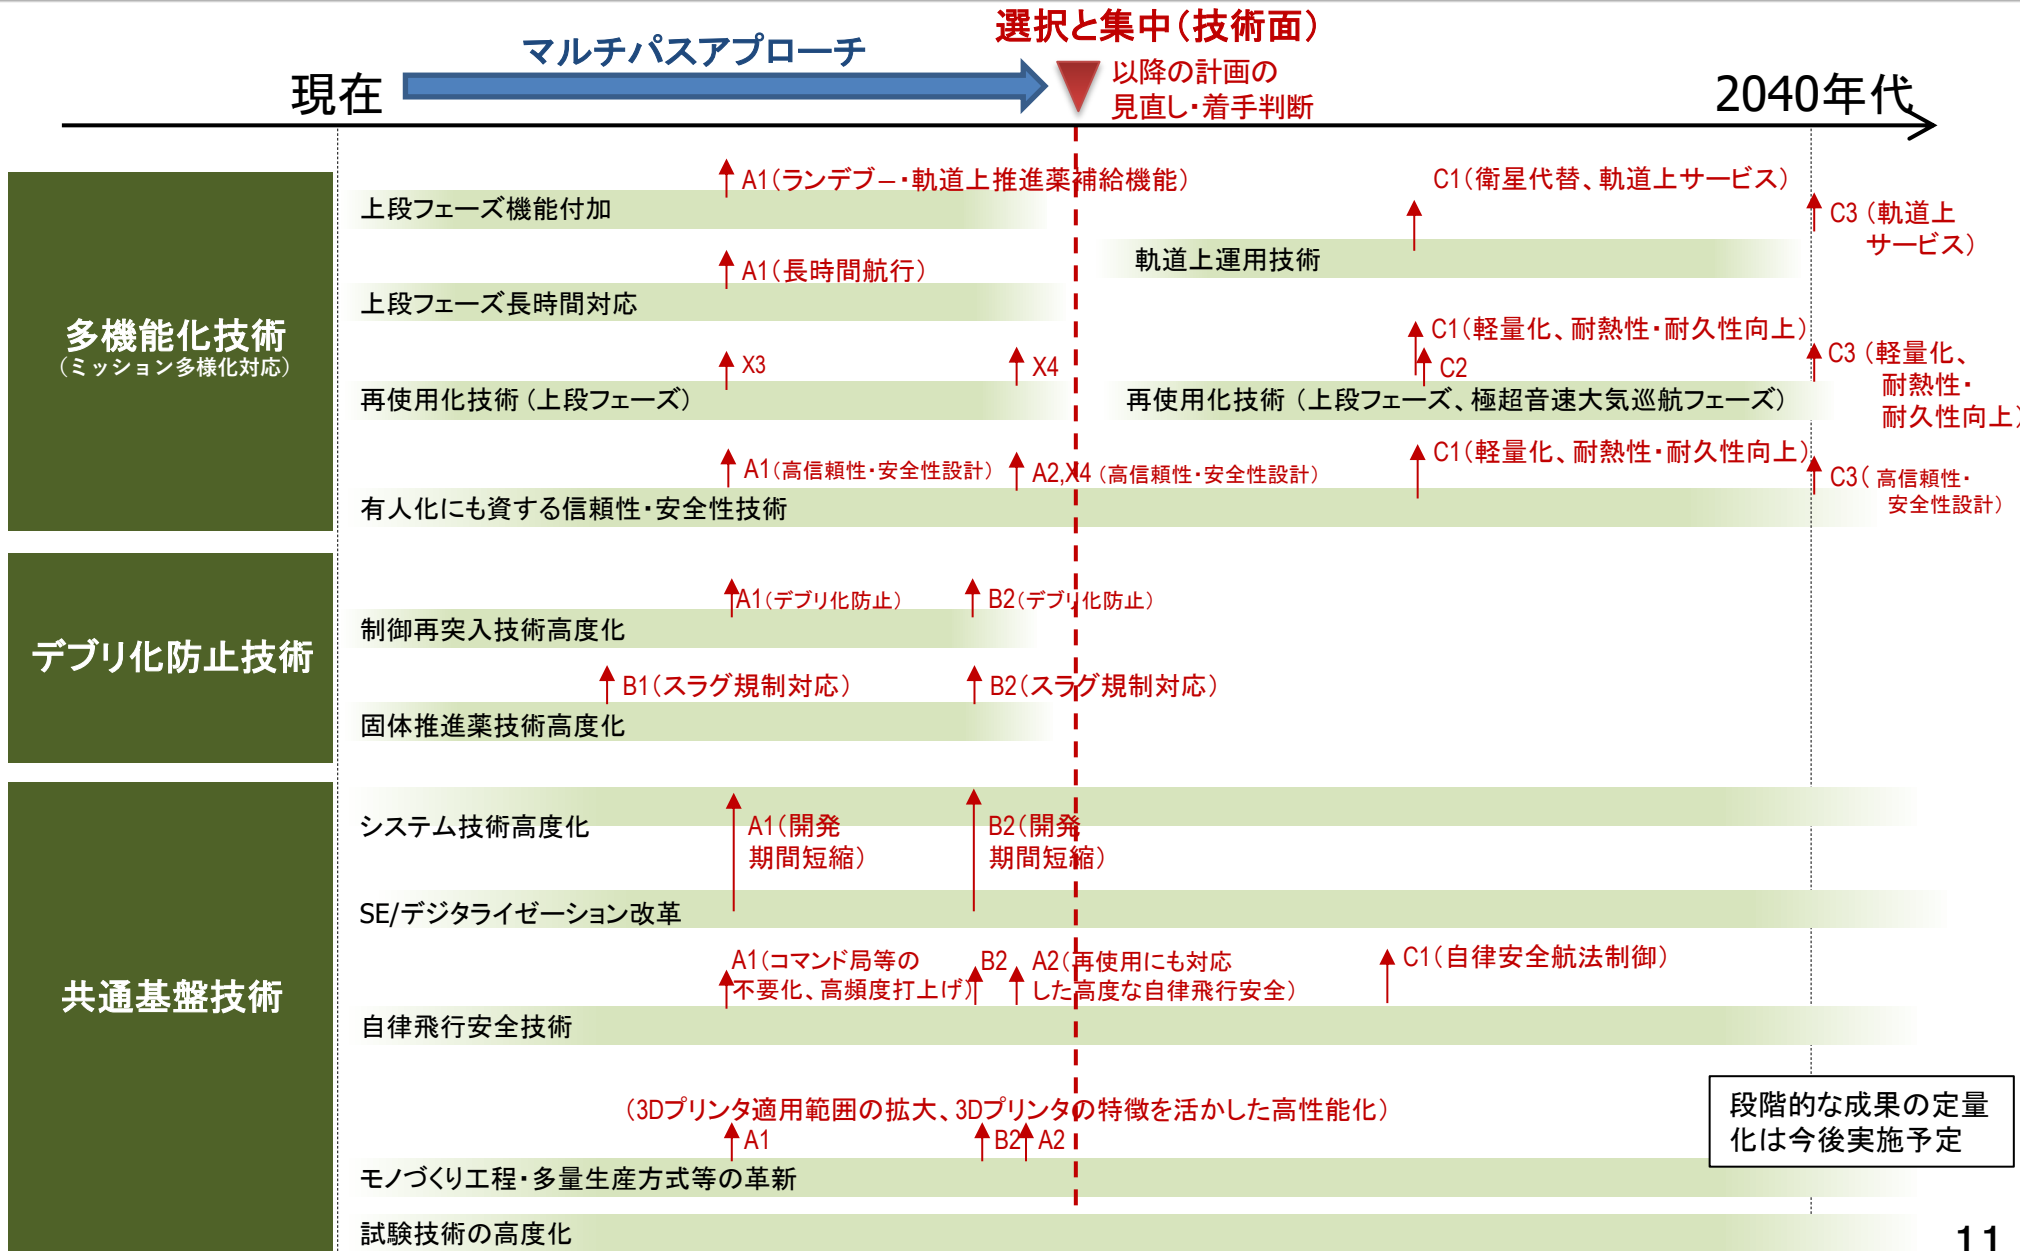 選択と集中（技術面）
マルチパスアプローチ
以降の計画の
見直し・着手判断
現在
2040年代
多機能化技術
（ミッション多様化対応）
A1（ランデブー・軌道上推進薬補給機能）
上段フェーズ機能付加
C1（衛星代替、軌道上サービス）
C3（軌道上
サービス）
軌道上運用技術
A1（長時間航行）
上段フェーズ長時間対応
X3
X4
再使用化技術（上段フェーズ）
C1（軽量化、耐熱性・耐久性向上）
C2
C3（軽量化、
耐熱性・
耐久性向上）
再使用化技術（上段フェーズ、極超音速大気巡航フェーズ）
A1（高信頼性・安全性設計）
A2,X4（高信頼性・安全性設計）
C1（軽量化、耐熱性・耐久性向上）
C3（高信頼性・
安全性設計）
有人化にも資する信頼性・安全性技術
デブリ化防止技術
A1（デブリ化防止）
B2（デブリ化防止）
制御再突入技術高度化
B1（スラグ規制対応）
B2（スラグ規制対応）
固体推進薬技術高度化
共通基盤技術
システム技術高度化
A1（開発
期間短縮）
B2（開発
期間短縮）
SE/デジタライゼーション改革
A1（コマンド局等の
不要化、高頻度打上げ）
B2
A2（再使用にも対応
した高度な自律飛行安全）
C1（自律安全航法制御）
自律飛行安全技術
（3Dプリンタ適用範囲の拡大、3Dプリンタの特徴を活かした高性能化）
A1
B2
A2
モノづくり工程・多量生産方式等の革新
段階的な成果の定量
化は今後実施予定
試験技術の高度化
11